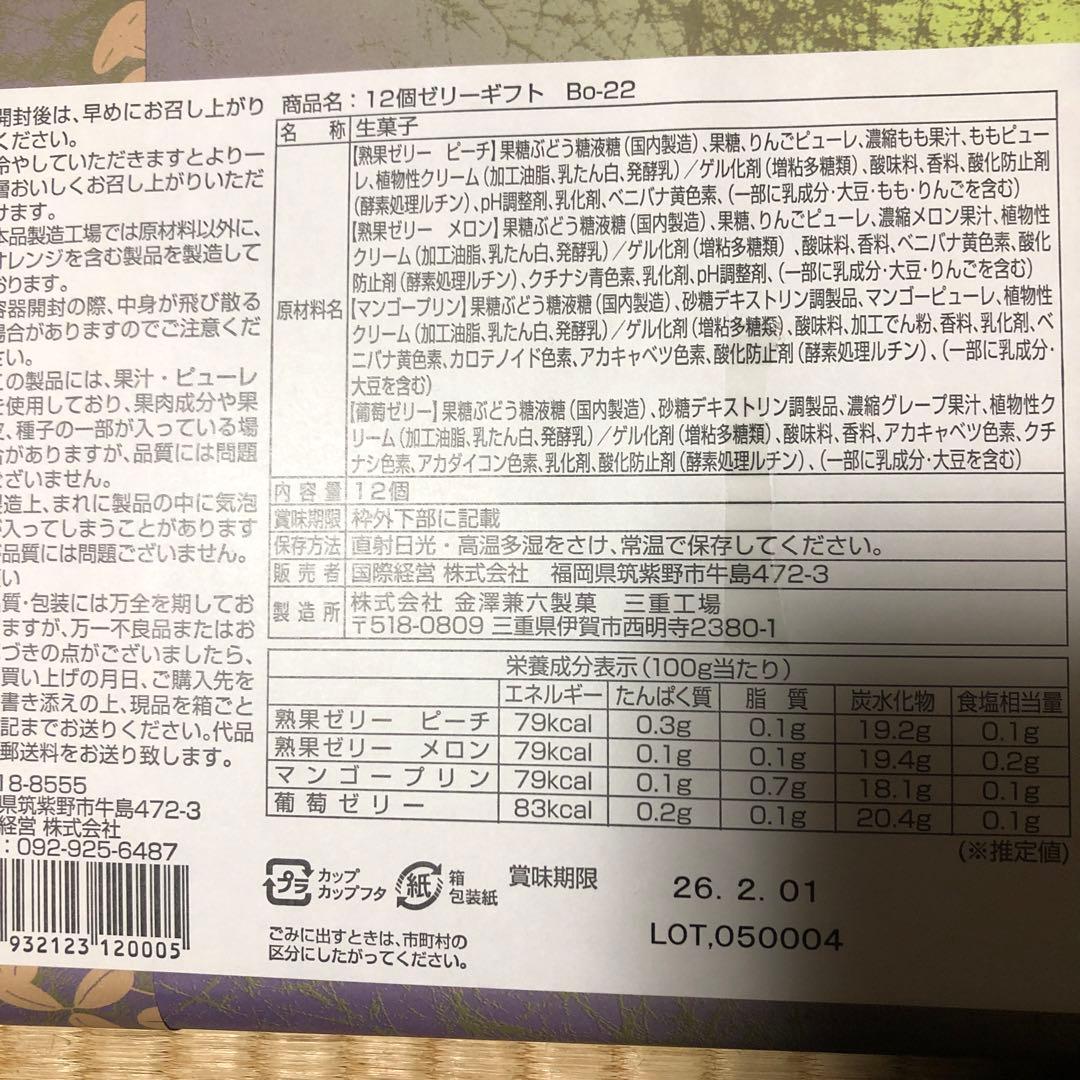 開封後は、早めにお召し上がり
ください。
冷やしていただきますとより一
層おいしくお召し上がりいただ
けます。
本品製造工場では原材料以外に、
オレンジを含む製品を製造して
おります。
容器開封の際、中身が飛び散る
場合がありますのでご注意くだ
さい。
この製品には、果汁・ピューレ
を使用しており、果肉成分や果
皮、種子の一部が入っている場
合がありますが、品質には問題
ございません。
製造上、まれに製品の中に気泡
が入ってしまうことがあります
が品質には問題ございません。
い
品質・包装には万全を期してお
ますが、万一不良品またはお
づきの点がございましたら、
買い上げの月日、ご購入先を
書き添えの上、現品を箱ごと
記までお送りください。代品
郵送料をお送り致します。
18-8555
県筑紫野市牛島472-3
経営 株式会社
:092-925-6487
932123 120005
商品名:12個ゼリーギフト Bo-22
名 称 生菓子
原材料名
【熟果ゼリー ピーチ】果糖ぶどう糖液糖(国内製造)、果糖、りんごピューレ、濃縮もも果汁、ももピュー
レ、植物性クリーム(加工油脂、乳たん白、発酵乳)/ゲル化剤(増粘多糖類)、酸味料、香料、酸化防止剤
(酵素処理ルチン)、pH調整剤、乳化剤、ベニバナ黄色素、(一部に乳成分・大豆・もも・りんごを含む)
【熟果ゼリー メロン】果糖ぶどう糖液糖(国内製造)、果糖、りんごピューレ、濃縮メロン果汁、植物性
クリーム(加工油脂、乳たん白、発酵乳)/ゲル化剤(増粘多糖類)、酸味料、香料、ベニバナ黄色素、酸化
防止剤(酵素処理ルチン)、クチナシ青色素、乳化剤、pH調整剤、(一部に乳成分・大豆・りんごを含む)
【マンゴープリン】果糖ぶどう糖液糖(国内製造)、砂糖デキストリン調製品、マンゴーピューレ、植物性
クリーム(加工油脂、乳たん白、発酵乳)/ゲル化剤(増粘多糖類)、酸味料、加工でん粉、香料、乳化剤、ベ
ニバナ黄色素、カロテノイド色素、アカキャベツ色素、酸化防止剤(酵素処理ルチン)、(一部に乳成分・
大豆を含む)
【葡萄ゼリー】果糖ぶどう糖液糖(国内製造)、砂糖デキストリン調製品、濃縮グレープ果汁、植物性ク
リーム(加工油脂、乳たん白、発酵乳)/ゲル化剤(増粘多糖類)、酸味料、香料、アカキャベツ色素、クチ
ナシ色素、アカダイコン色素、乳化剤、酸化防止剤(酵素処理ルチン)、(一部に乳成分・大豆を含む)
内容量 12個
賞味期限 枠外下部に記載
保存方法 直射日光・高温多湿をさけ、常温で保存してください。
販売者 国際経営 株式会社 福岡県筑紫野市牛島472-3
製造所 株式会社 金澤兼六製菓 三重工場
〒518-0809 三重県伊賀市西明寺2380-1
栄養成分表示(100g当たり)
エネルギー たんぱく質 脂質 炭水化物 食塩相当量
熟果ゼリー ピーチ 79kcal 0.3g 0.1g 19.2g 0.1g
熟果ゼリー メロン 79kcal 0.1g 0.1g 19.4g 0.2g
マンゴープリン 79kcal 0.1g 0.7g 18.1g 0.1g
葡萄ゼリー 83kcal 0.2g 0.1g 20.4g 0.1g
(※推定値)
プラ カップ
カップフタ
紙 箱
包装紙
賞味期限 26. 2. 01
LOT,050004
ごみに出すときは、市町村の
区分にしたがってください。